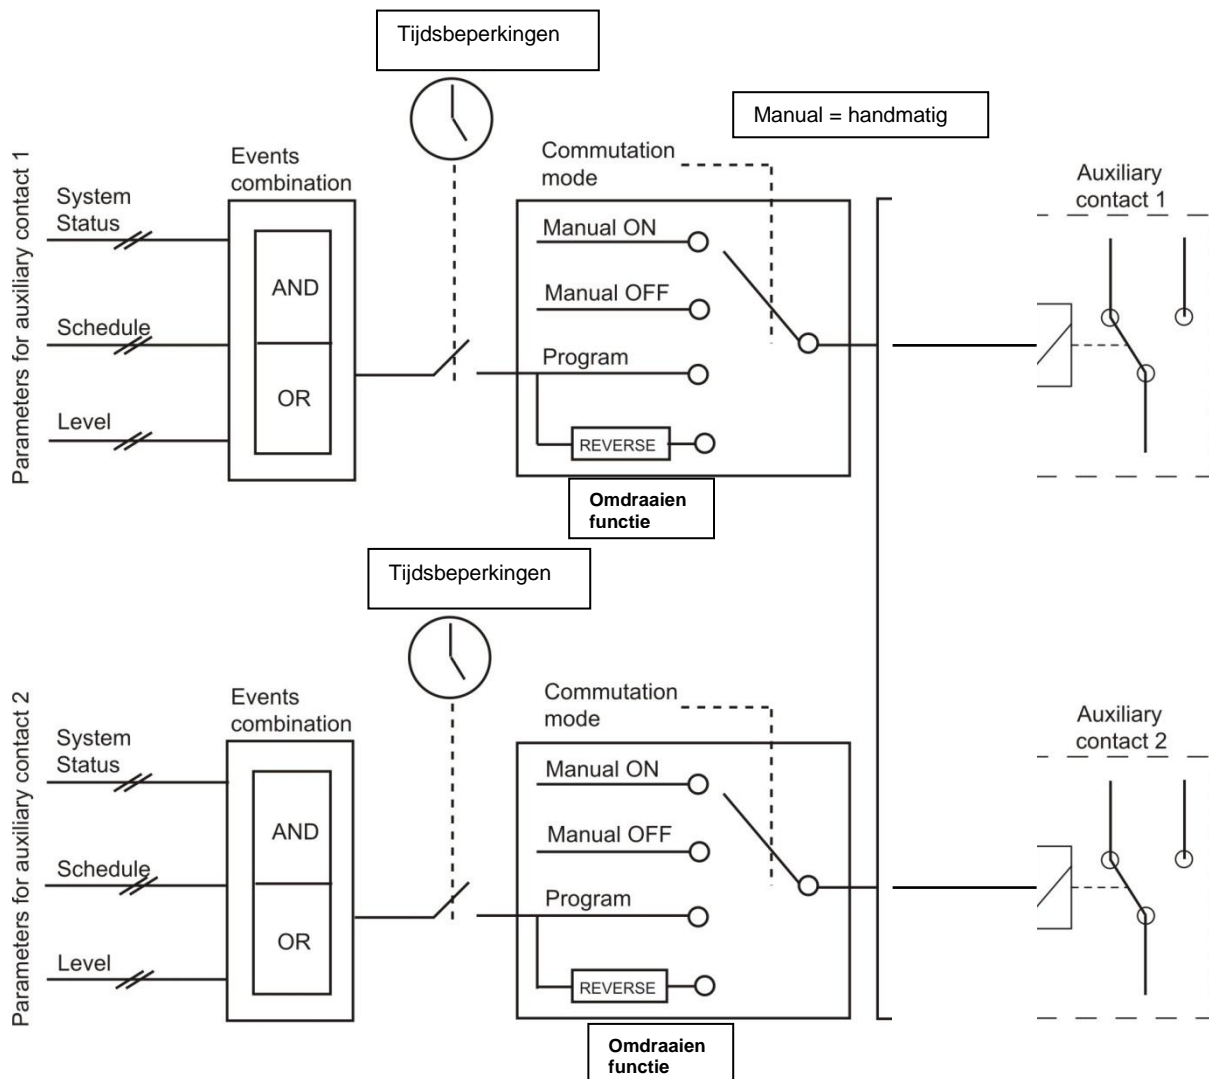 Tijdsbeperkingen
Manual = handmatig
Parameters for auxiliary contact 1
System
Status
Schedule
Level
Events
combination
AND
OR
Commutation
mode
Manual ON
Manual OFF
Program
REVERSE
Omdraaien
functie
Auxiliary
contact 1
Tijdsbeperkingen
Parameters for auxiliary contact 2
System
Status
Schedule
Level
Events
combination
AND
OR
Commutation
mode
Manual ON
Manual OFF
Program
REVERSE
Omdraaien
functie
Auxiliary
contact 2